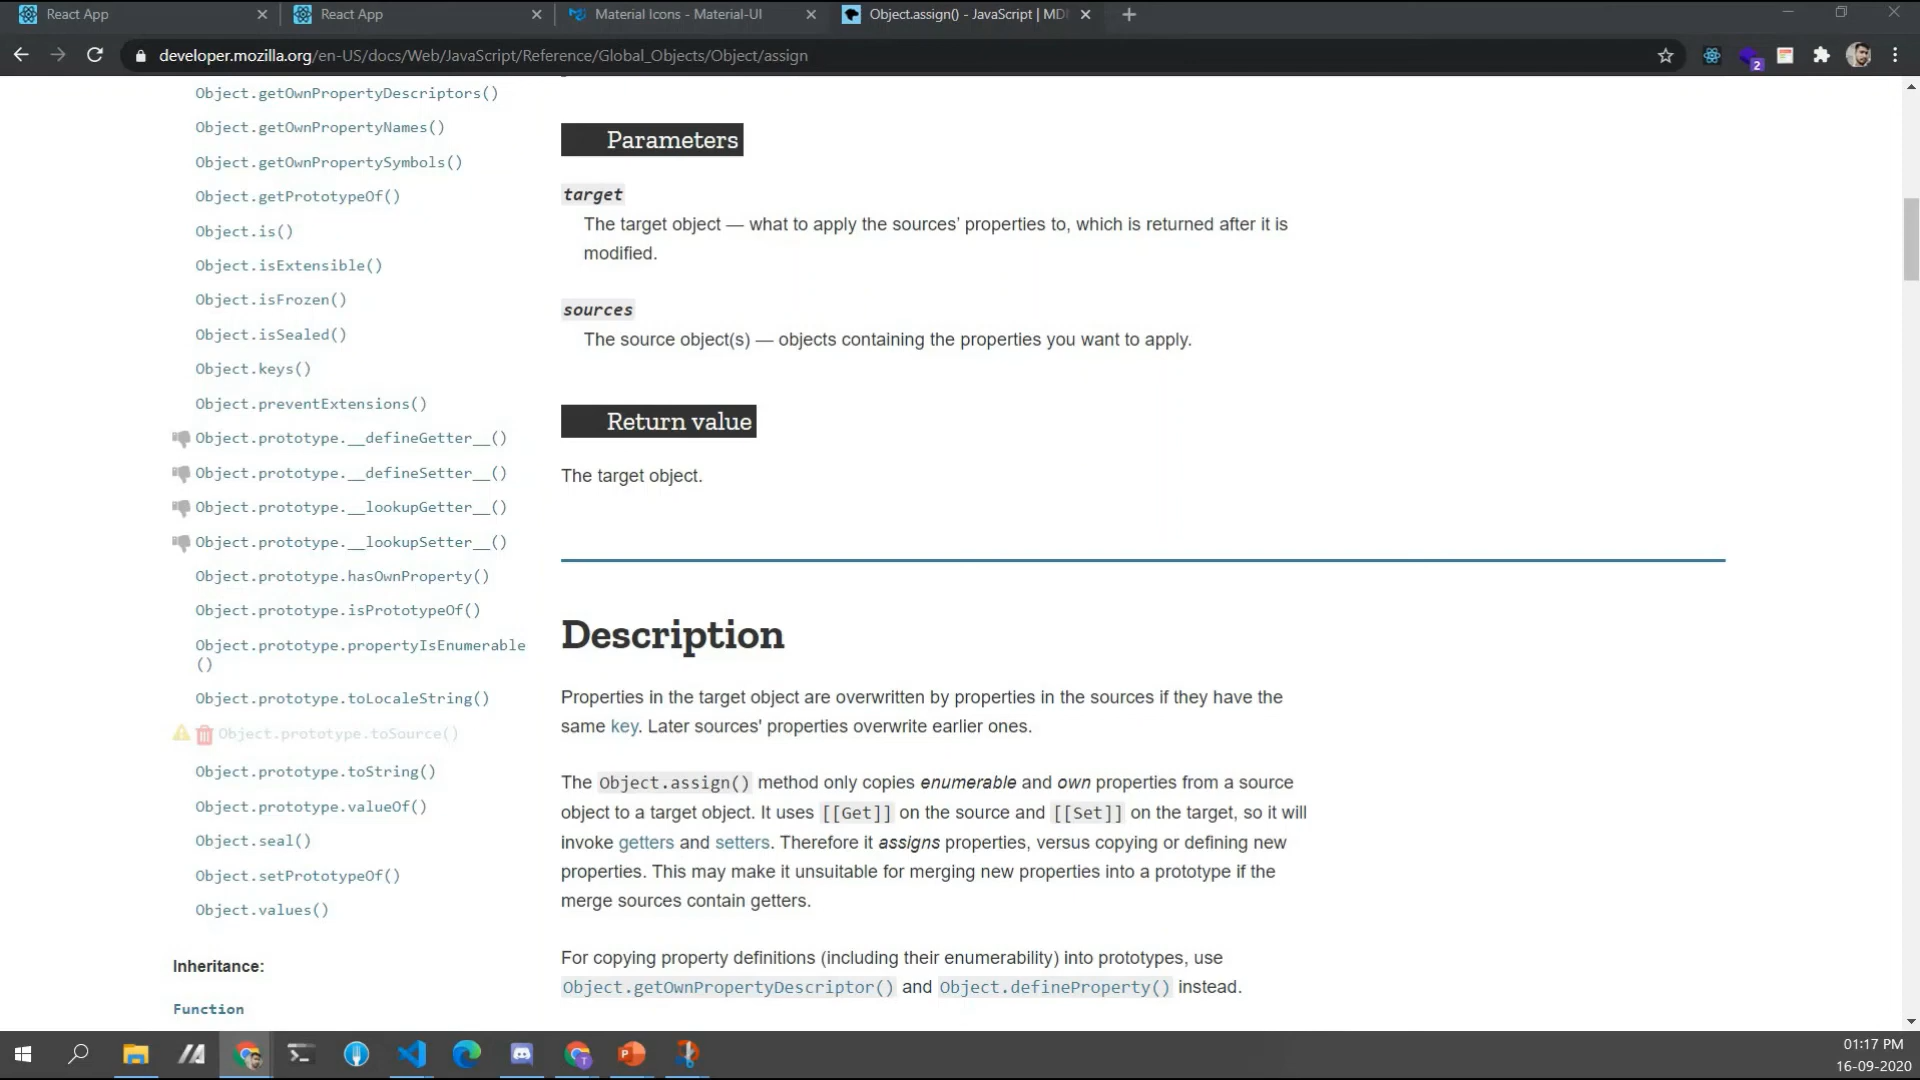 React App
React App
Material Icons - Material-UI
Object.assign() - JavaScript | MD
developer.mozilla.org/en-US/docs/Web/JavaScript/Reference/Global_Objects/Object/assign
2
Object.getOwnPropertyDescriptors()
Object.getOwnPropertyNames()
Object.getOwnPropertySymbols()
Object.getPrototypeOf()
Object.is()
Object.isExtensible()
Object.isFrozen()
Object.isSealed()
Object.keys()
Object.preventExtensions()
Object.prototype.__defineGetter__()
Object.prototype.__defineSetter__()
Object.prototype.__lookupGetter__()
Object.prototype.__lookupSetter__()
Object.prototype.hasOwnProperty()
Object.prototype.isPrototypeOf()
Object.prototype.propertyIsEnumerable
()
Object.prototype.toLocaleString()
Object.prototype.toSource()
Object.prototype.toString()
Object.prototype.valueOf()
Object.seal()
Object.setPrototypeOf()
Object.values()
Inheritance:
Function
Parameters
target
The target object — what to apply the sources’ properties to, which is returned after it is
modified.
sources
The source object(s) — objects containing the properties you want to apply.
Return value
The target object.
Description
Properties in the target object are overwritten by properties in the sources if they have the
same key. Later sources' properties overwrite earlier ones.
The Object.assign() method only copies enumerable and own properties from a source
object to a target object. It uses [[Get]] on the source and [[Set]] on the target, so it will
invoke getters and setters. Therefore it assigns properties, versus copying or defining new
properties. This may make it unsuitable for merging new properties into a prototype if the
merge sources contain getters.
For copying property definitions (including their enumerability) into prototypes, use
Object.getOwnPropertyDescriptor() and Object.defineProperty() instead.
01:17 PM
16-09-2020